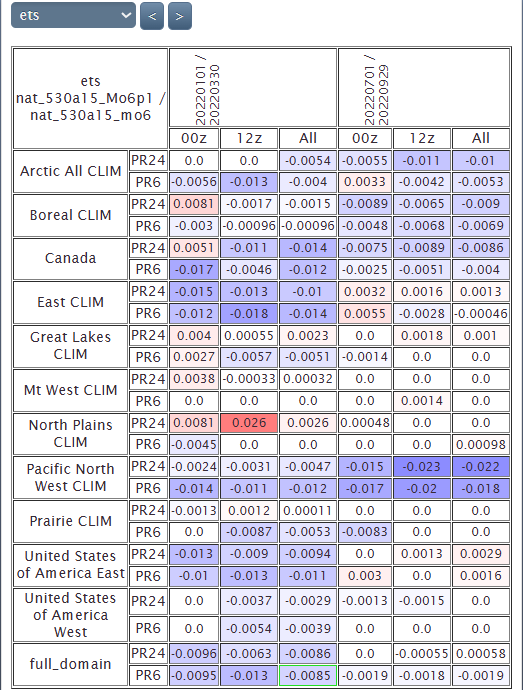 ets < >
ets
nat_530a15_Mo6p1 /
nat_530a15_mo6
20220101 /
20220330
20220701 /
20220929
00z 12z All 00z 12z All
Arctic All CLIM PR24 0.0 0.0 -0.0054 -0.0055 -0.011 -0.01
PR6 -0.0056 -0.013 -0.004 0.0033 -0.0042 -0.0053
Boreal CLIM PR24 0.0081 -0.0017 -0.0015 -0.0089 -0.0065 -0.009
PR6 -0.003 -0.00096 -0.00096 -0.0048 -0.0068 -0.0069
Canada PR24 0.0051 -0.011 -0.014 -0.0075 -0.0089 -0.0086
PR6 -0.017 -0.0046 -0.012 -0.0025 -0.0051 -0.004
East CLIM PR24 -0.015 -0.013 -0.01 0.0032 0.0016 0.0013
PR6 -0.012 -0.018 -0.014 0.0055 -0.0028 -0.00046
Great Lakes
CLIM
PR24 0.004 0.00055 0.0023 0.0 0.0018 0.001
PR6 0.0027 -0.0057 -0.0051 -0.0014 0.0 0.0
Mt West CLIM PR24 0.0038 -0.00033 0.00032 0.0 0.0 0.0
PR6 0.0 0.0 0.0 0.0 0.0014 0.0
North Plains
CLIM
PR24 0.0081 0.026 0.0026 0.00048 0.0 0.0
PR6 -0.0045 0.0 0.0 0.0 0.0 0.00098
Pacific North
West CLIM
PR24 -0.0024 -0.0031 -0.0047 -0.015 -0.023 -0.022
PR6 -0.014 -0.011 -0.012 -0.017 -0.02 -0.018
Prairie CLIM PR24 -0.0013 0.0012 0.00011 0.0 0.0 0.0
PR6 0.0 -0.0087 -0.0053 -0.0083 0.0 0.0
United States
of America East
PR24 -0.013 -0.009 -0.0094 0.0 0.0013 0.0029
PR6 -0.01 -0.013 -0.011 0.003 0.0 0.0016
United States
of America
West
PR24 0.0 -0.0037 -0.0029 -0.0013 -0.0015 0.0
PR6 0.0 -0.0054 -0.0039 0.0 0.0 0.0
full_domain PR24 -0.0096 -0.0063 -0.0086 0.0 -0.00055 0.00058
PR6 -0.0095 -0.013 -0.0085 -0.0019 -0.0018 -0.0019